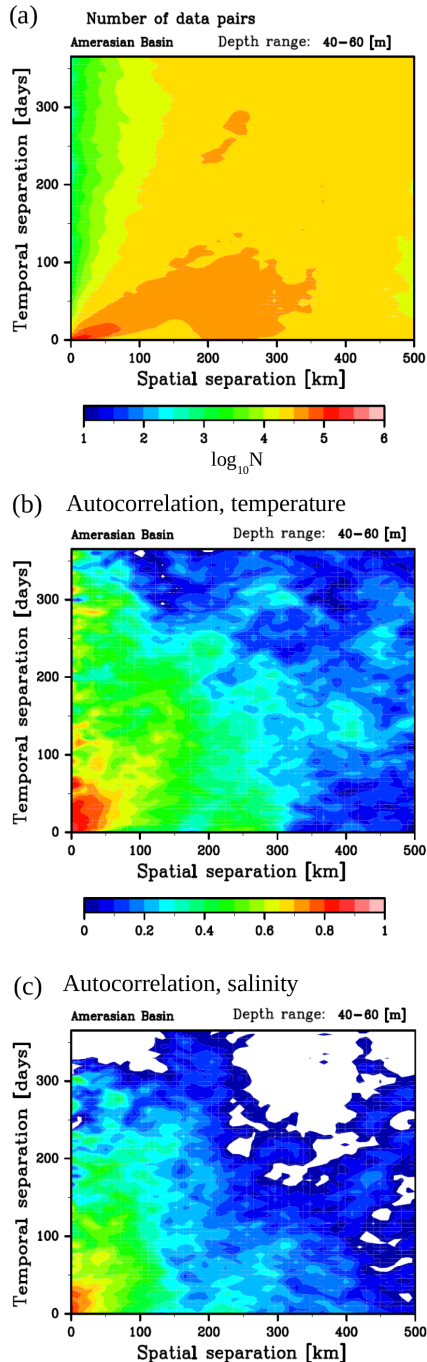 (a)
Number of data pairs
Amerasian Basin Depth range: 40−60 [m]
Temporal separation [days]
300
200
100
0
0 100 200 300 400 500
Spatial separation [km]
1 2 3 4 5 6
log10N
(b) Autocorrelation, temperature
Amerasian Basin Depth range: 40−60 [m]
Temporal separation [days]
300
200
100
0
0 100 200 300 400 500
Spatial separation [km]
0 0.2 0.4 0.6 0.8 1
(c) Autocorrelation, salinity
Amerasian Basin Depth range: 40−60 [m]
Temporal separation [days]
300
200
100
0
0 100 200 300 400 500
Spatial separation [km]